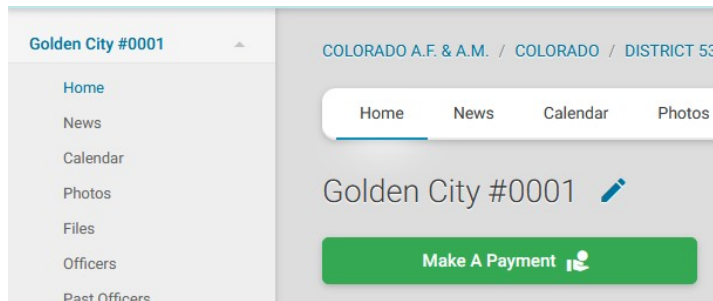 Golden City #0001
Home
News
Calendar
Photos
Files
Officers
Past Officers
COLORADO A.F. & A.M. / COLORADO / DISTRICT 53
Home News Calendar Photos
Golden City #0001
Make A Payment